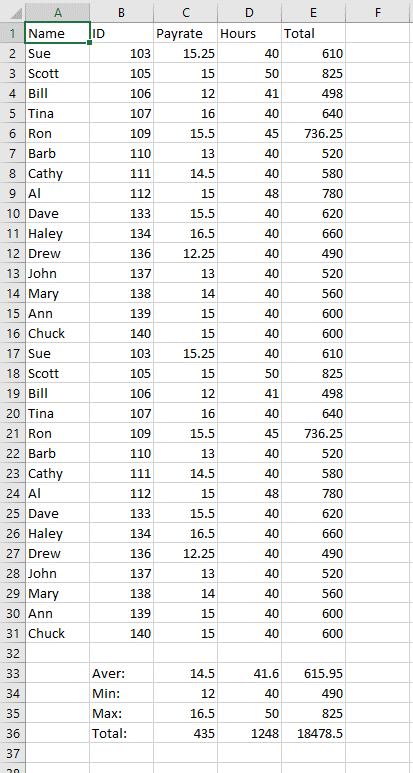 A B C D E F
1 Name ID Payrate Hours Total
2 Sue 103 15.25 40 610
3 Scott 105 15 50 825
4 Bill 106 12 41 498
5 Tina 107 16 40 640
6 Ron 109 15.5 45 736.25
7 Barb 110 13 40 520
8 Cathy 111 14.5 40 580
9 Al 112 15 48 780
10 Dave 133 15.5 40 620
11 Haley 134 16.5 40 660
12 Drew 136 12.25 40 490
13 John 137 13 40 520
14 Mary 138 14 40 560
15 Ann 139 15 40 600
16 Chuck 140 15 40 600
17 Sue 103 15.25 40 610
18 Scott 105 15 50 825
19 Bill 106 12 41 498
20 Tina 107 16 40 640
21 Ron 109 15.5 45 736.25
22 Barb 110 13 40 520
23 Cathy 111 14.5 40 580
24 Al 112 15 48 780
25 Dave 133 15.5 40 620
26 Haley 134 16.5 40 660
27 Drew 136 12.25 40 490
28 John 137 13 40 520
29 Mary 138 14 40 560
30 Ann 139 15 40 600
31 Chuck 140 15 40 600
32
33 Aver: 14.5 41.6 615.95
34 Min: 12 40 490
35 Max: 16.5 50 825
36 Total: 435 1248 18478.5
37